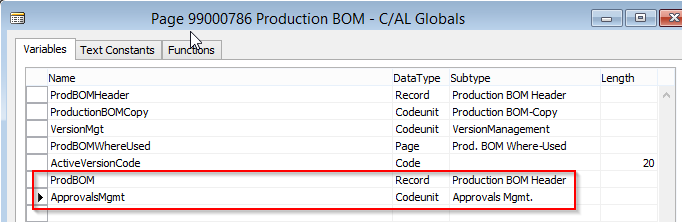 Page 99000786 Production BOM - C/AL Globals
Variables Text Constants Functions
Name DataType Subtype Length
ProdBOMHeader Record Production BOM Header
ProductionBOMCopy Codeunit Production BOM-Copy
VersionMgt Codeunit VersionManagement
ProdBOMWhereUsed Page Prod. BOM Where-Used
ActiveVersionCode Code 20
ProdBOM Record Production BOM Header
ApprovalsMgmt Codeunit Approvals Mgmt.